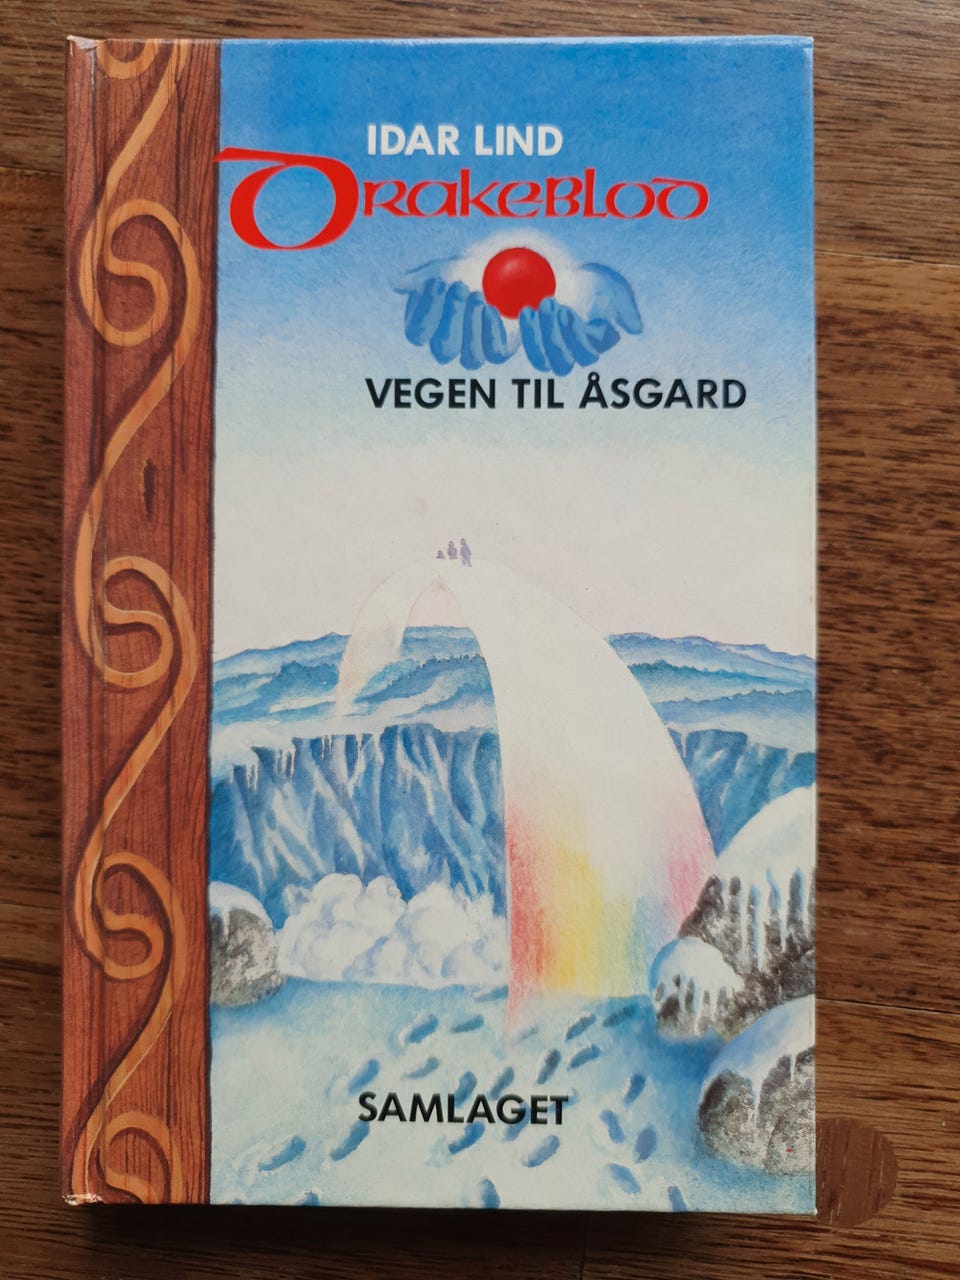 IDAR LIND
DRAKEBLOD
VEGEN TIL ÅSGARD
SAMLAGET